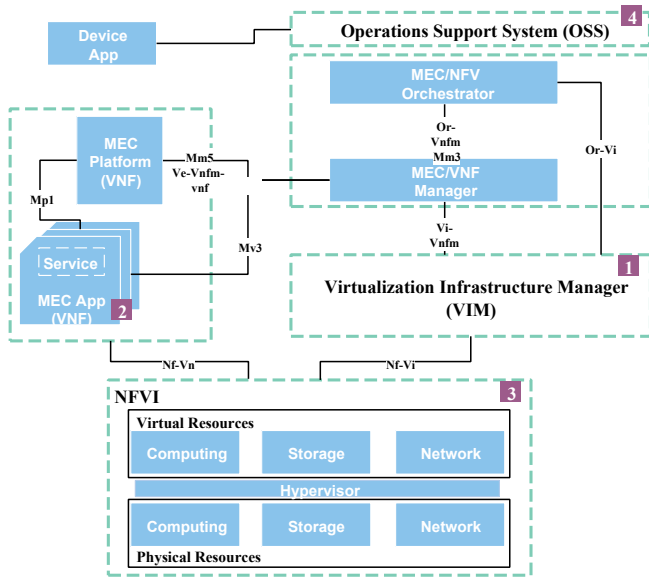 4
Device
App
Operations Support System (OSS)
MEC/NFV
Orchestrator
MEC
Platform
(VNF)
Mm5
Ve-Vnfm-
vnf
Or-
Vnfm
Mm3
Or-Vi
MEC/VNF
Manager
Mp1
Vi-
Vnfm
Mv3
Service
MEC App
(VNF)
2
1
Virtualization Infrastructure Manager
(VIM)
Nf-Vn
Nf-Vi
3
NFVI
Virtual Resources
Computing
Storage
Network
Hypervisor
Computing
Storage
Network
Physical Resources